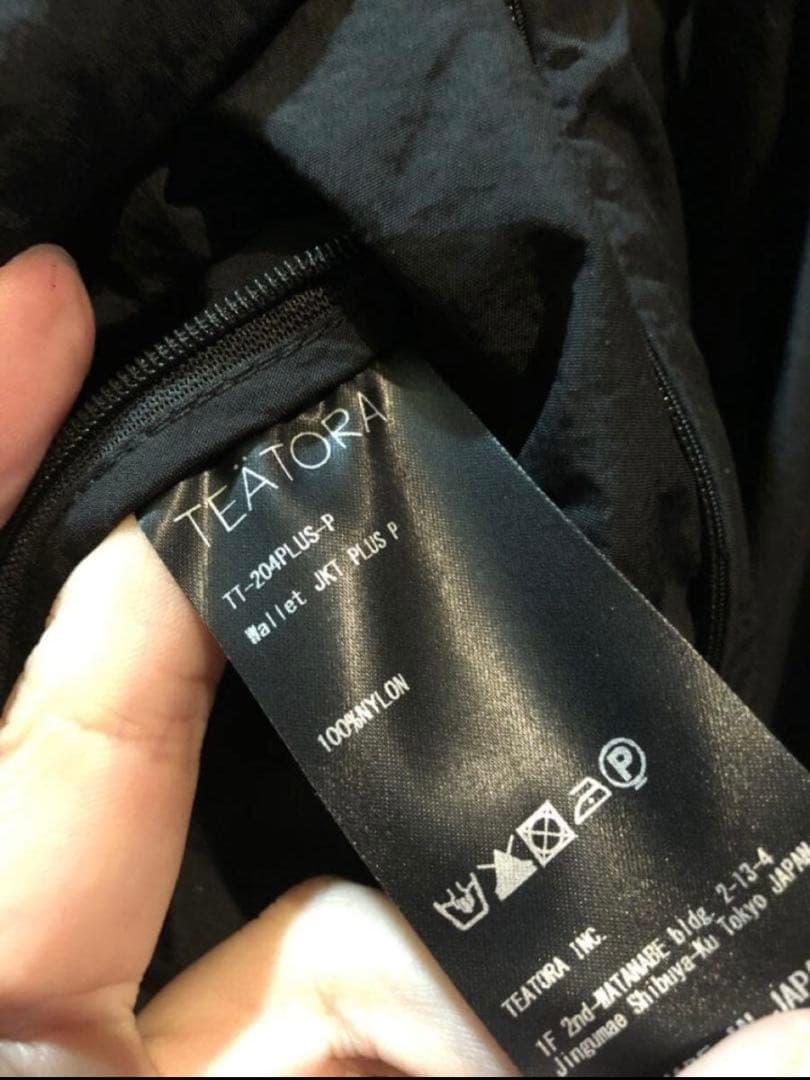 TEÄTORA
TT-204PLUS-P
Wallet JKT PLUS P
100%NYLON
P
TEATORA INC.
1F 2nd-WATANABE bldg. 2-13-4
Jingumae Shibuya-Ku Tokyo JAPAN